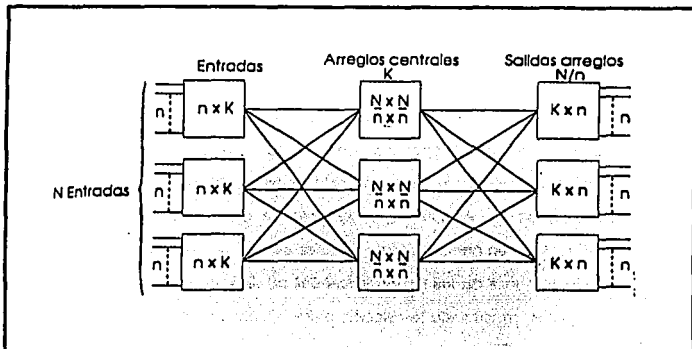 Entradas
Arreglos centrales
K
Salidas arreglos
N/n
N Entradas
n
n x K
N x N
n x n
K x n
n
n
n x K
N x N
n x n
K x n
n
n
n x K
N x N
n x n
K x n
n